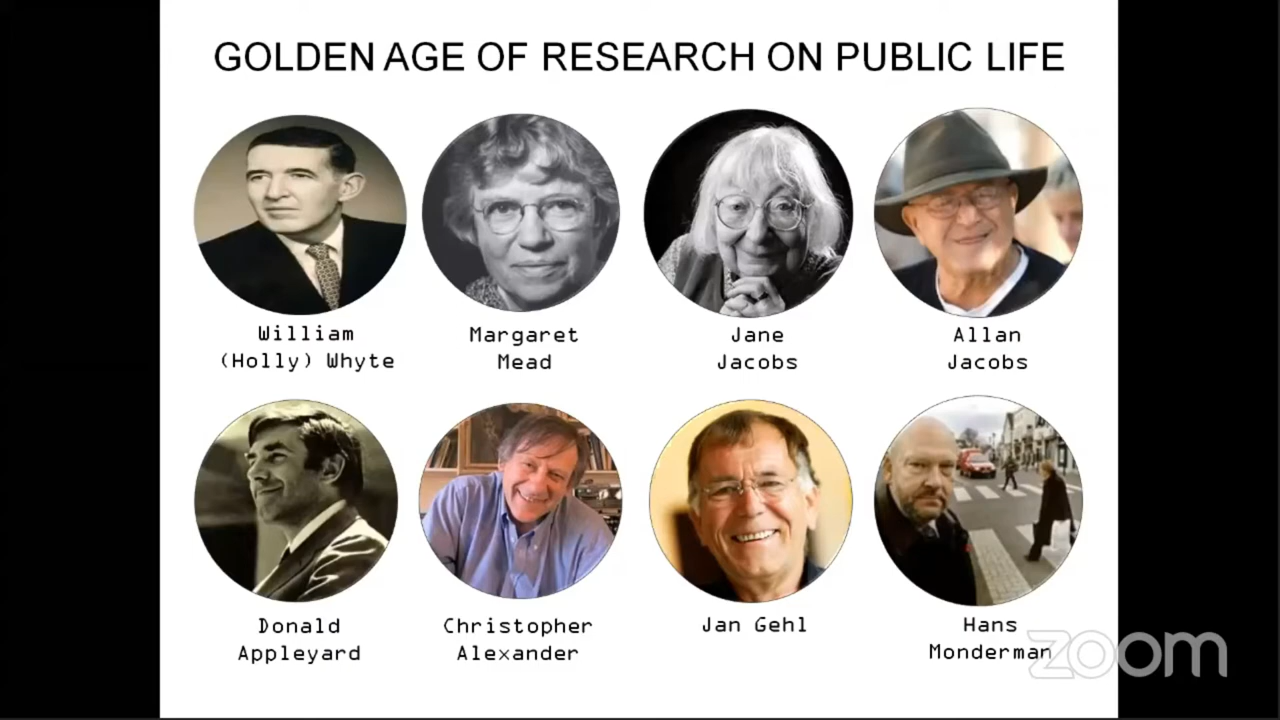 GOLDEN AGE OF RESEARCH ON PUBLIC LIFE
William
(Holly) Whyte
Margaret
Mead
Jane
Jacobs
Allan
Jacobs
Donald
Appleyard
Christopher
Alexander
Jan Gehl
Hans
Monderman
zoom